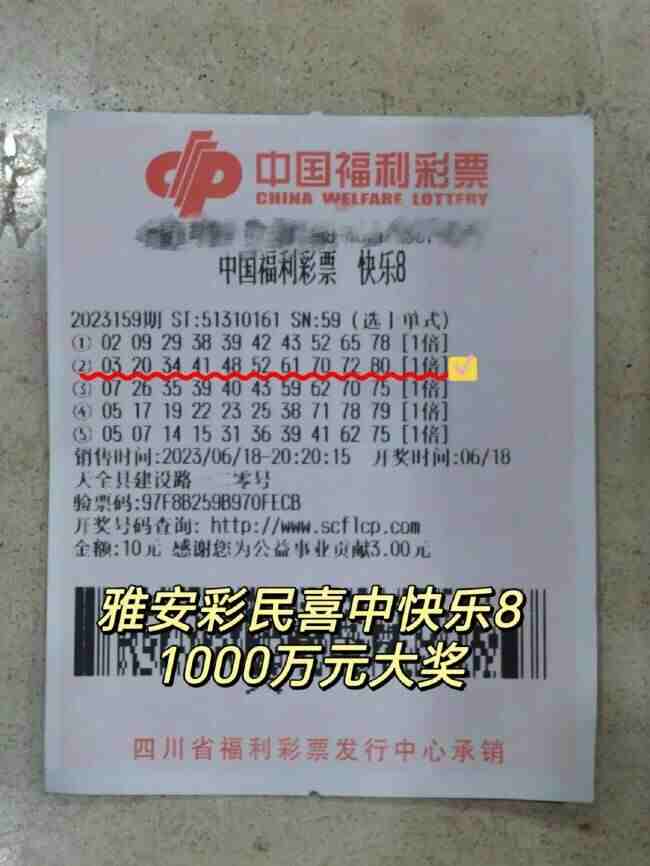 中国福利彩票
CHINA WELFARE LOTTERY
中国福利彩票 快乐8
2023159期 ST:51310161 SN:59 (选十单式)
① 02 09 29 38 39 42 43 52 65 78 [1倍]
② 03 20 34 41 48 52 61 70 72 80 [1倍]
③ 07 26 35 39 40 43 59 62 70 75 [1倍]
④ 05 17 19 22 23 25 38 71 78 79 [1倍]
⑤ 05 07 14 15 31 36 39 41 62 75 [1倍]
销售时间:2023/06/18-20:20:15 开奖时间:06/18
天全县建设路一二零号
验票码:97F8B259B970FECB
开奖号码查询: http://www.scflcp.com
金额:10元 感谢您为公益事业贡献3.00元
雅安彩民喜中快乐8
1000万元大奖
四川省福利彩票发行中心承销